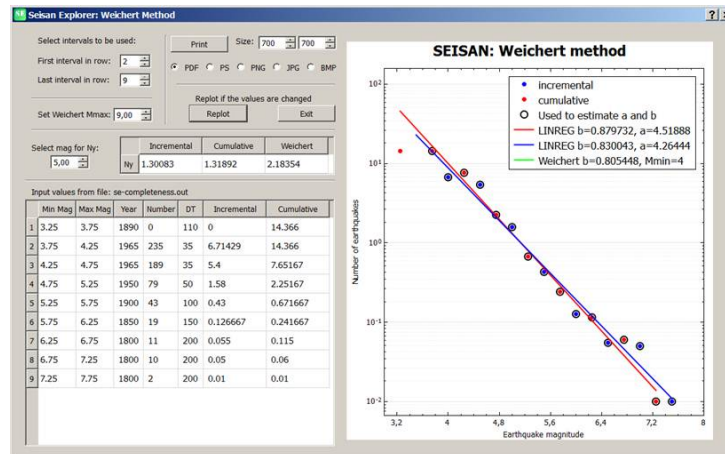 SE Seisan Explorer: Weichert Method
Select intervals to be used:
First interval in row: 2
Last interval in row: 9
Set Weichert Mmax: 9,00
Print Size: 700 700
PDF PS PNG JPG BMP
Replot if the values are changed
Replot Exit
Select mag for Ny:
5,00
Incremental Cumulative Weichert
Ny 1.30083 1.31892 2.18354
Input values from file: se-completeness.out
Min Mag Max Mag Year Number DT Incremental Cumulative
1 3.25 3.75 1890 0 110 0 14.366
2 3.75 4.25 1965 235 35 6.71429 14.366
3 4.25 4.75 1965 189 35 5.4 7.65167
4 4.75 5.25 1950 79 50 1.58 2.25167
5 5.25 5.75 1900 43 100 0.43 0.671667
6 5.75 6.25 1850 19 150 0.126667 0.241667
7 6.25 6.75 1800 11 200 0.055 0.115
8 6.75 7.25 1800 10 200 0.05 0.06
9 7.25 7.75 1800 2 200 0.01 0.01
SEISAN: Weichert method
incremental
cumulative
Used to estimate a and b
LINREG b=0.879732, a=4.51888
LINREG b=0.830043, a=4.26444
Weichert b=0.805448, Mmin=4
Number of earthquakes
10²
10¹
10⁰
10⁻¹
10⁻²
3,2 4 4,8 5,6 6,4 7,2 8
Earthquake magnitude